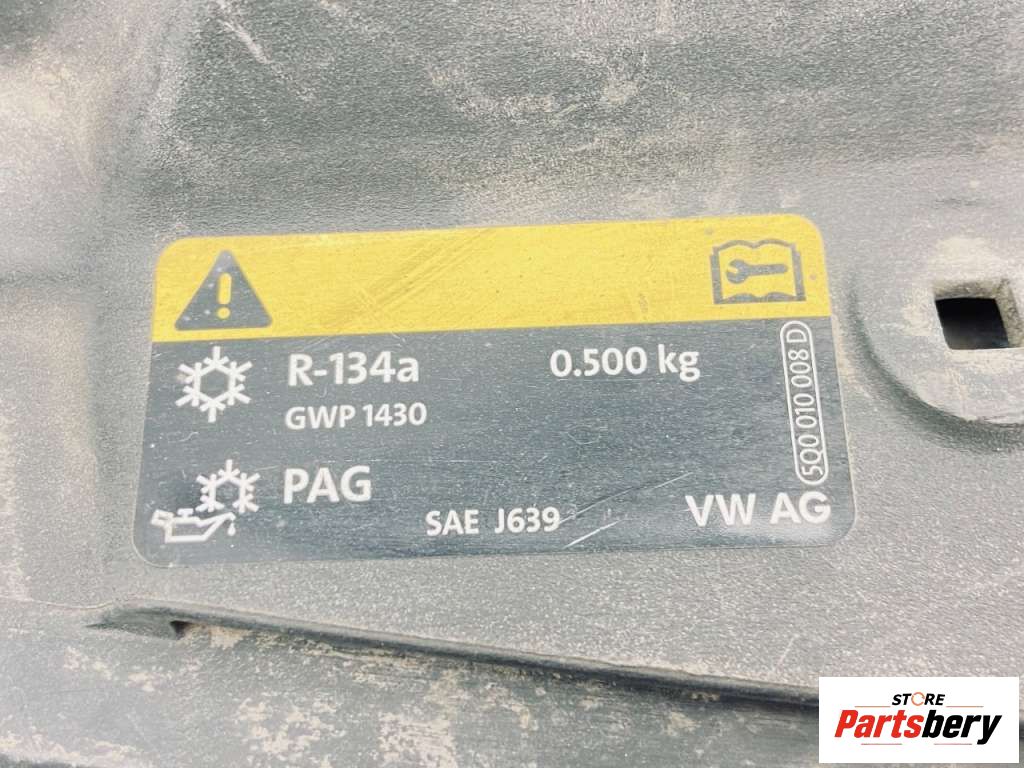 R-134a 0.500 kg
GWP 1430
PAG
SAE J639
VW AG
5Q0 010 008 D
STORE
Partsbery